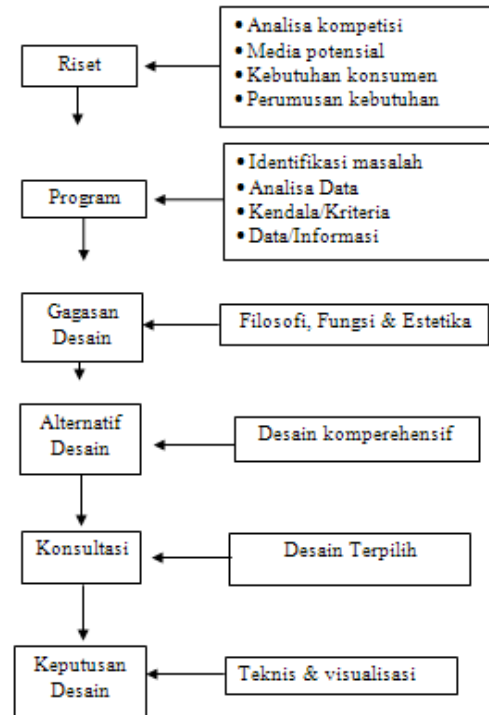 • Analisa kompetisi
• Media potensial
• Kebutuhan konsumen
• Perumusan kebutuhan
Riset
• Identifikasi masalah
• Analisa Data
• Kendala/Kriteria
• Data/Informasi
Program
Gagasan
Desain
Filosofi, Fungsi & Estetika
Alternatif
Desain
Desain komperehensif
Konsultasi
Desain Terpilih
Keputusan
Desain
Teknis & visualisasi